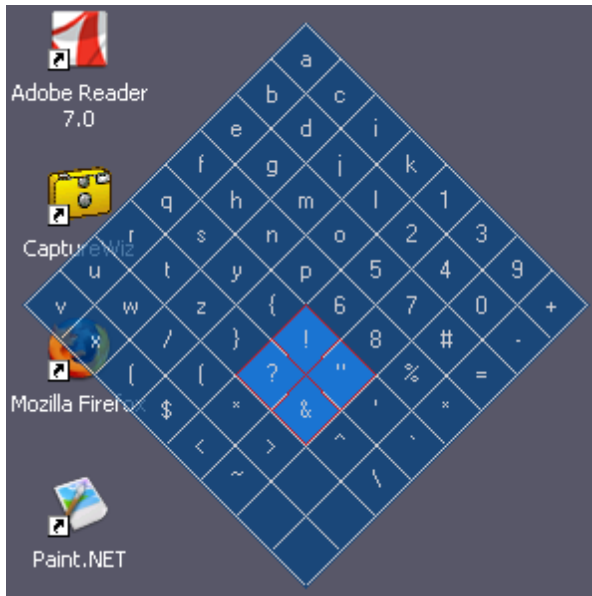 a
b c
e d i
f g j k
q h m l 1
r s n o 2 3
u t y p 5 4 9
v w z { 6 7 0 +
x / } ! 8 # -
( ( ? " % =
$ * & ' *
< > ^ `
~ \
Adobe Reader
7.0
CaptureWiz
Mozilla Firefox
Paint.NET